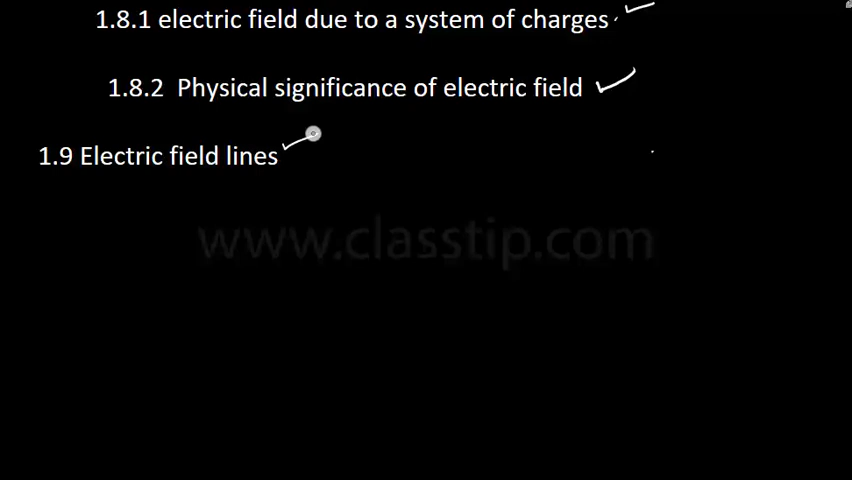 1.8.1 electric field due to a system of charges
1.8.2 Physical significance of electric field
1.9 Electric field lines
www.classtip.com